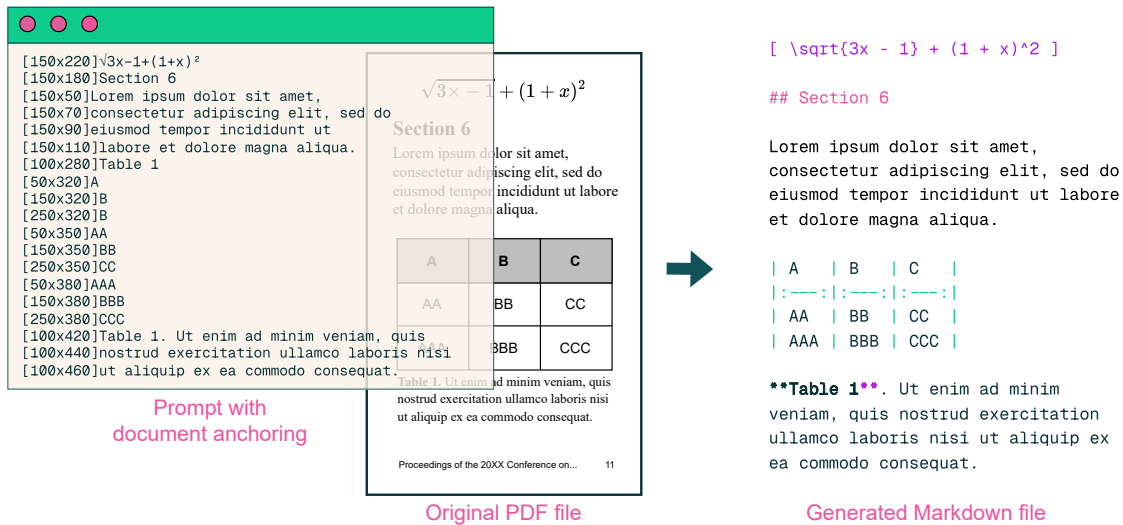 [150x220]√3x−1+(1+x)²
[150x180]Section 6
[150x50]Lorem ipsum dolor sit amet,
[150x70]consectetur adipiscing elit, sed do
[150x90]eiusmod tempor incididunt ut
[150x110]labore et dolore magna aliqua.
[100x280]Table 1
[50x320]A
[150x320]B
[250x320]B
[50x350]AA
[150x350]BB
[250x350]CC
[50x380]AAA
[150x380]BBB
[250x380]CCC
[100x420]Table 1. Ut enim ad minim veniam, quis
[100x440]nostrud exercitation ullamco laboris nisi
[100x460]ut aliquip ex ea commodo consequat.
Prompt with
document anchoring
√3x − 1 + (1 + x)²
Section 6
Lorem ipsum dolor sit amet,
consectetur adipiscing elit, sed do
eiusmod tempor incididunt ut labore
et dolore magna aliqua.
A B C
AA BB CC
AAA BBB CCC
Table 1. Ut enim ad minim veniam, quis
nostrud exercitation ullamco laboris nisi
ut aliquip ex ea commodo consequat.
Proceedings of the 20XX Conference on... 11
Original PDF file
[ \sqrt{3x - 1} + (1 + x)^2 ]
## Section 6
Lorem ipsum dolor sit amet,
consectetur adipiscing elit, sed do
eiusmod tempor incididunt ut labore
et dolore magna aliqua.
| A | B | C |
|:---:|:---:|:---:|
| AA | BB | CC |
| AAA | BBB | CCC |
**Table 1**. Ut enim ad minim
veniam, quis nostrud exercitation
ullamco laboris nisi ut aliquip ex
ea commodo consequat.
Generated Markdown file